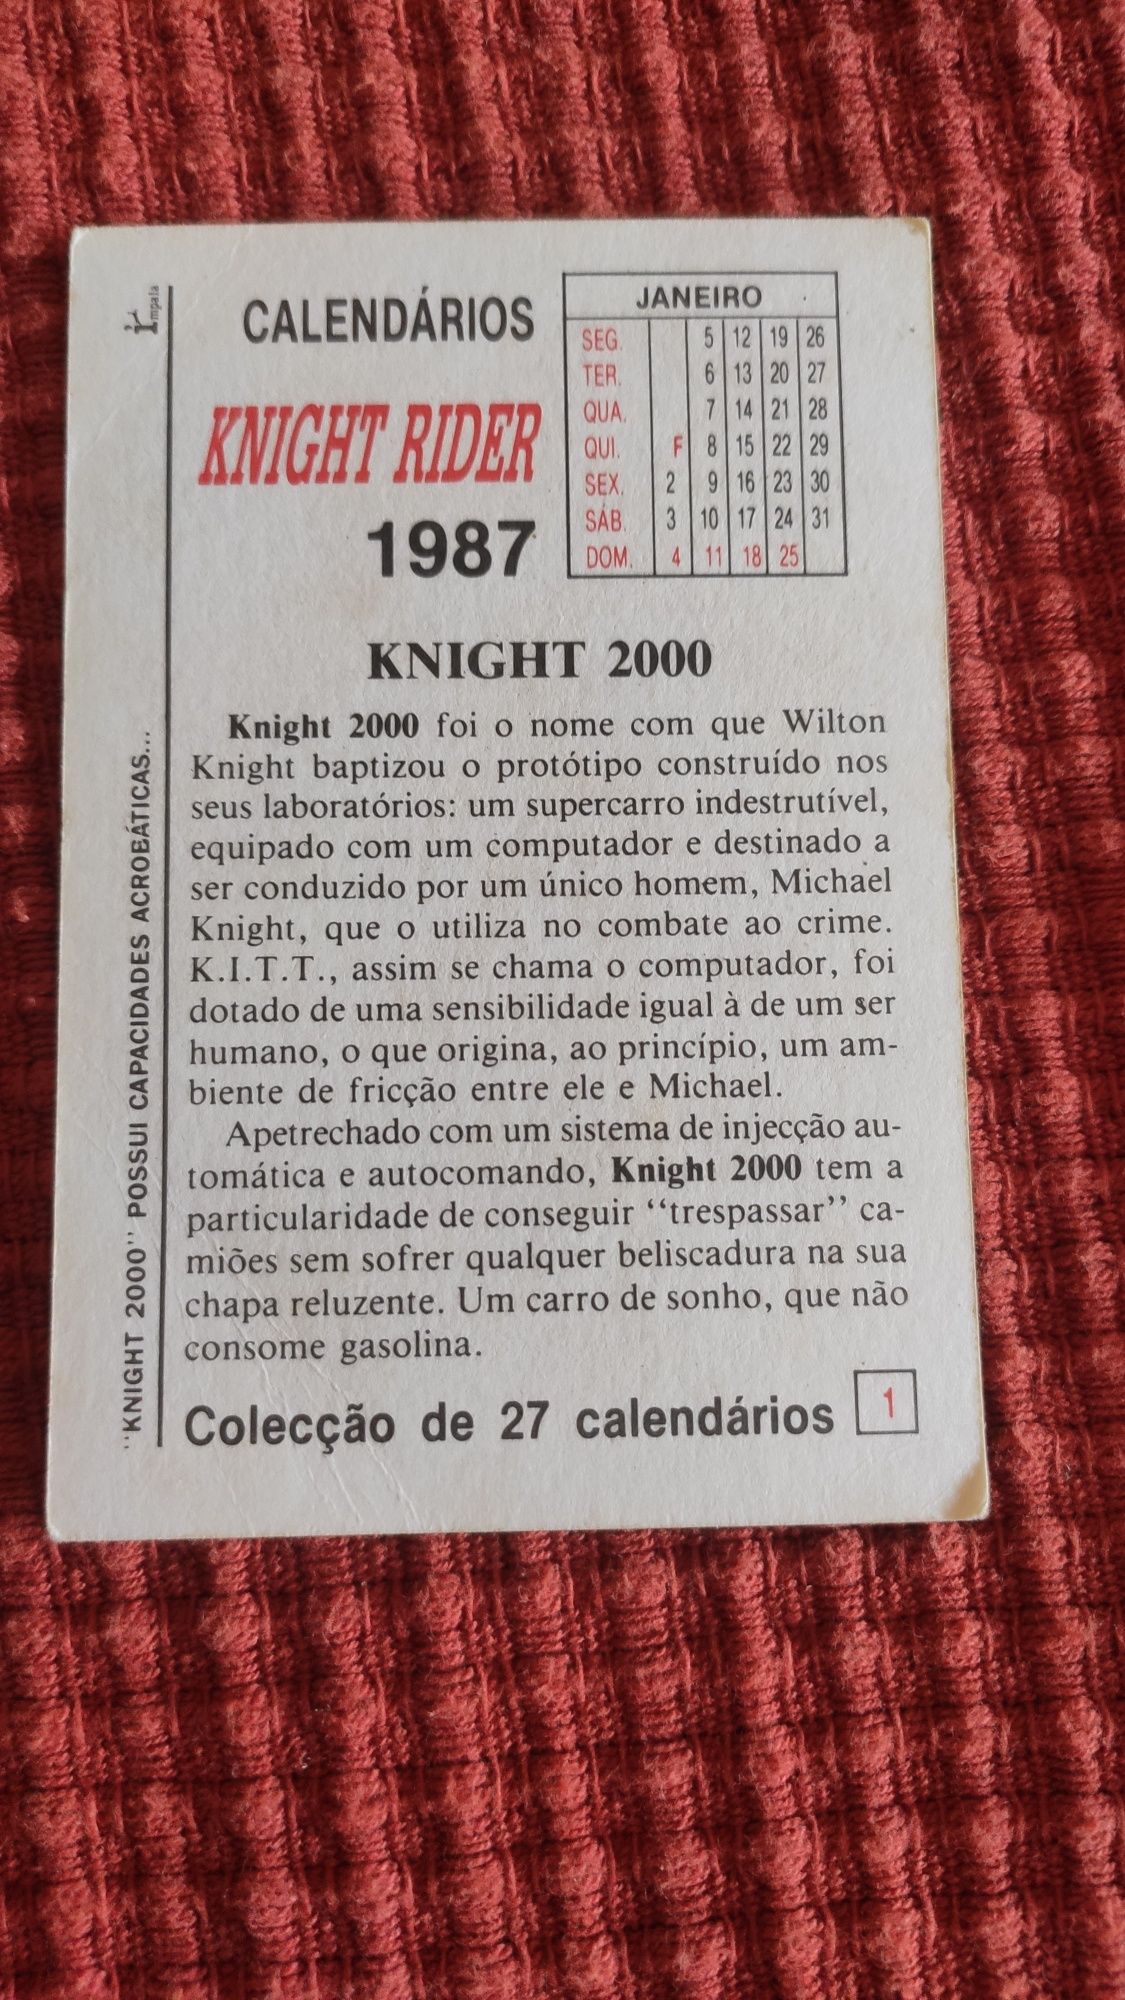 Impala
CALENDÁRIOS
KNIGHT RIDER
1987
JANEIRO
SEG. 5 12 19 26
TER. 6 13 20 27
QUA. 7 14 21 28
QUI. F 8 15 22 29
SEX. 2 9 16 23 30
SÁB. 3 10 17 24 31
DOM. 4 11 18 25
KNIGHT 2000
Knight 2000 foi o nome com que Wilton
Knight baptizou o protótipo construído nos
seus laboratórios: um supercarro indestrutível,
equipado com um computador e destinado a
ser conduzido por um único homem, Michael
Knight, que o utiliza no combate ao crime.
K.I.T.T., assim se chama o computador, foi
dotado de uma sensibilidade igual à de um ser
humano, o que origina, ao princípio, um am-
biente de fricção entre ele e Michael.
Apetrechado com um sistema de injecção au-
tomática e autocomando, Knight 2000 tem a
particularidade de conseguir ''trespassar'' ca-
miões sem sofrer qualquer beliscadura na sua
chapa reluzente. Um carro de sonho, que não
consome gasolina.
Colecção de 27 calendários 1
''KNIGHT 2000'' POSSUI CAPACIDADES ACROBÁTICAS...